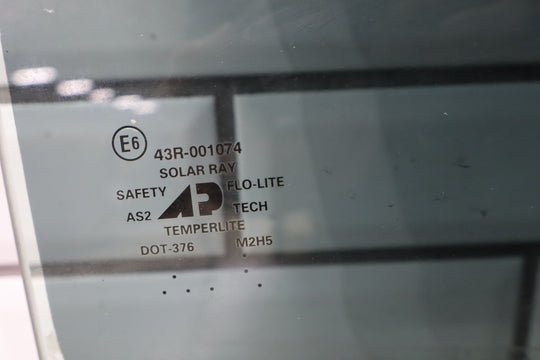 E6 43R-001074
SOLAR RAY
SAFETY AP FLO-LITE
AS2 TECH
TEMPERLITE
DOT-376 M2H5